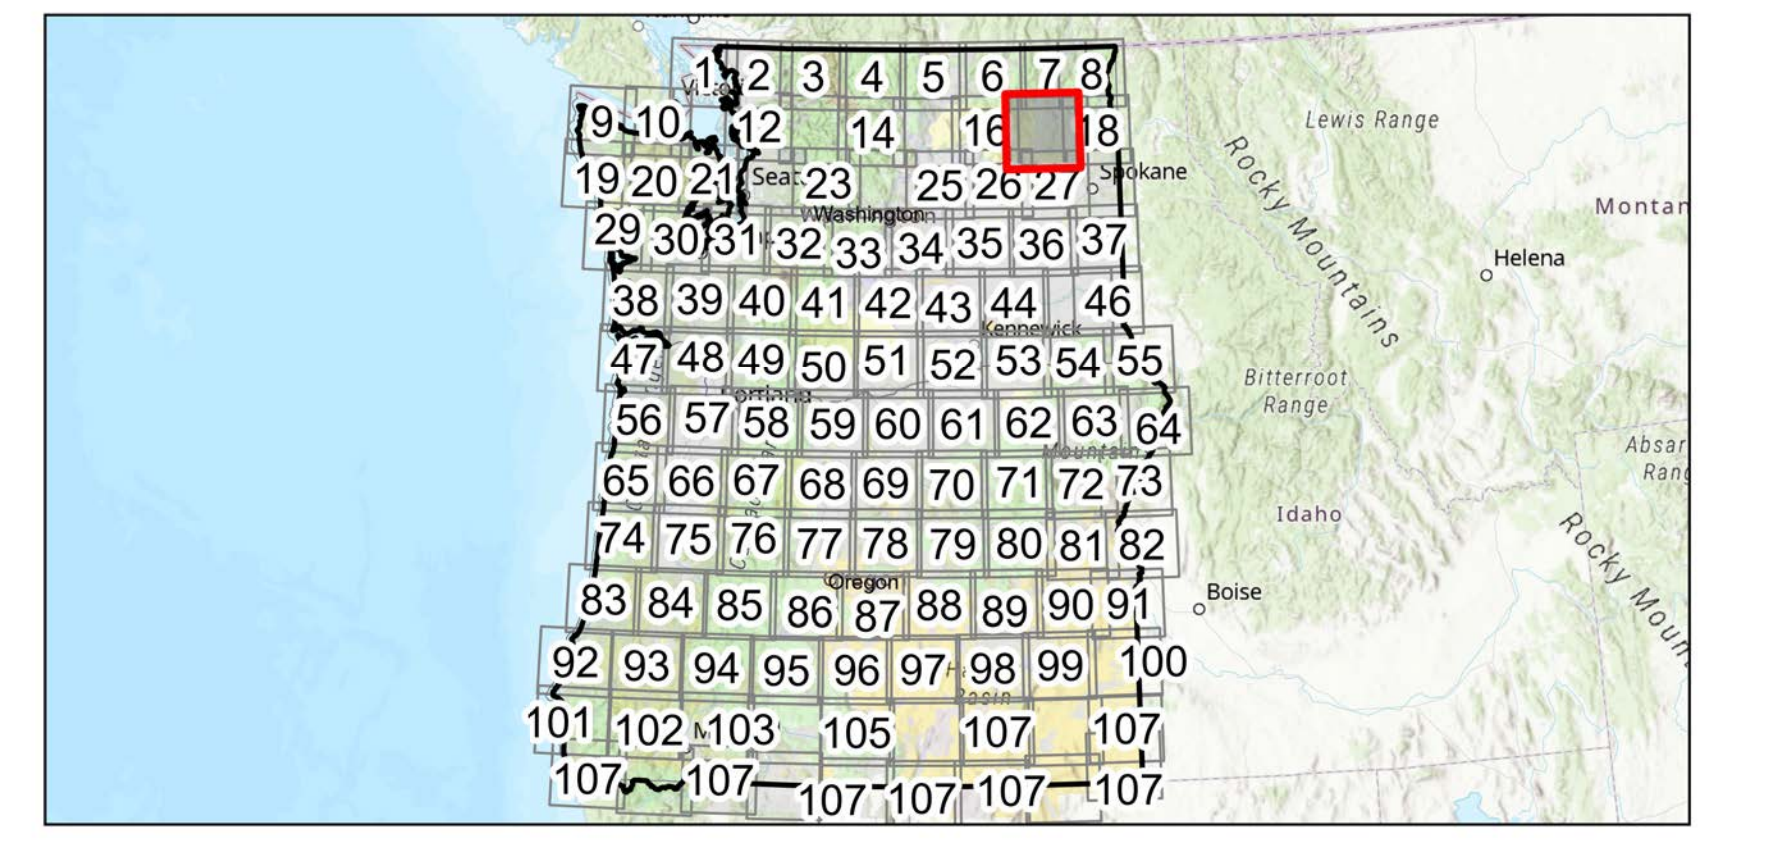 1 2 3 4 5 6 7 8
9 10 12 14 16 18
Lewis Range
19 20 21 Seat 23 25 26 27 Spokane
Washington
Rocky Mountains
Montan
29 30 31 32 33 34 35 36 37
Helena
38 39 40 41 42 43 44 46
Kennewick
47 48 49 50 51 52 53 54 55
Portland
Bitterroot
Range
56 57 58 59 60 61 62 63 64
Mountain
Absar
Rang
65 66 67 68 69 70 71 72 73
Idaho
74 75 76 77 78 79 80 81 82
Rocky Moun
Oregon
Boise
83 84 85 86 87 88 89 90 91
92 93 94 95 96 97 98 99 100
Basin
101 102 M 103 105 107 107
107 107 107 107 107 107